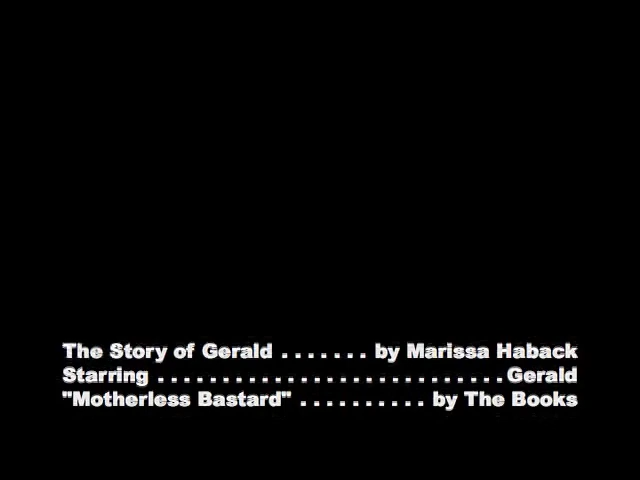 The Story of Gerald . . . . . . . by Marissa Haback
Starring . . . . . . . . . . . . . . . . . . . . . . . . . . . Gerald
"Motherless Bastard" . . . . . . . . . . by The Books